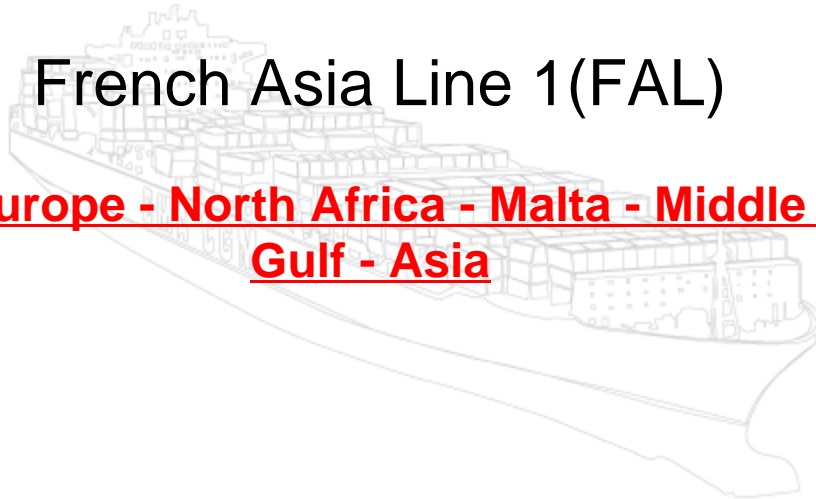 French Asia Line 1(FAL)
urope - North Africa - Malta - Middle
Gulf - Asia